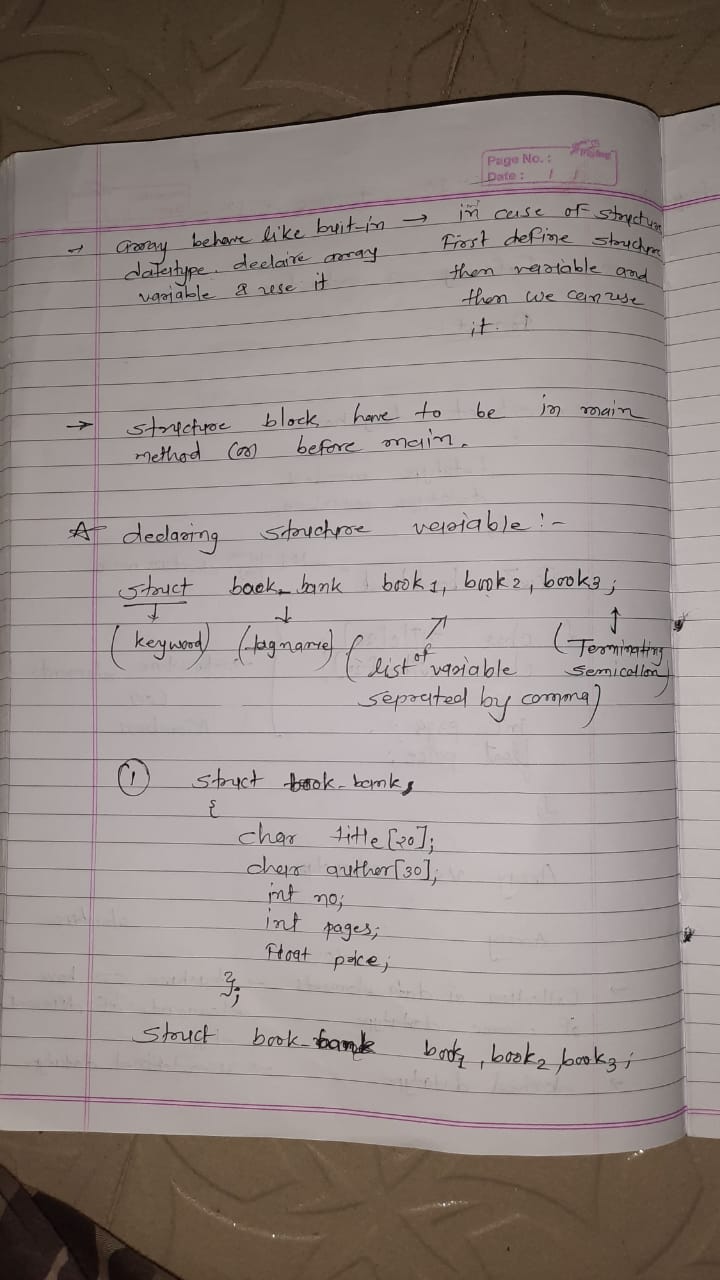 Page No. :
Date : / /
→ array behave like byit-in → in case of structure
datatype. declaire array First define structure
variable & use it then variable and
then we can use
it.
→ structure block have to be in main
method (or) before main.
declaring structure variable :-
struct book_bank book1, book2, book3;
(keyword) (tagname) (list of variable (Terminating
seprated by comma) semicollon)
① struct book_bank
{
char title[20];
char auther[30];
int no;
int pages;
Float price;
};
Struct book_bank book1, book2, book3;